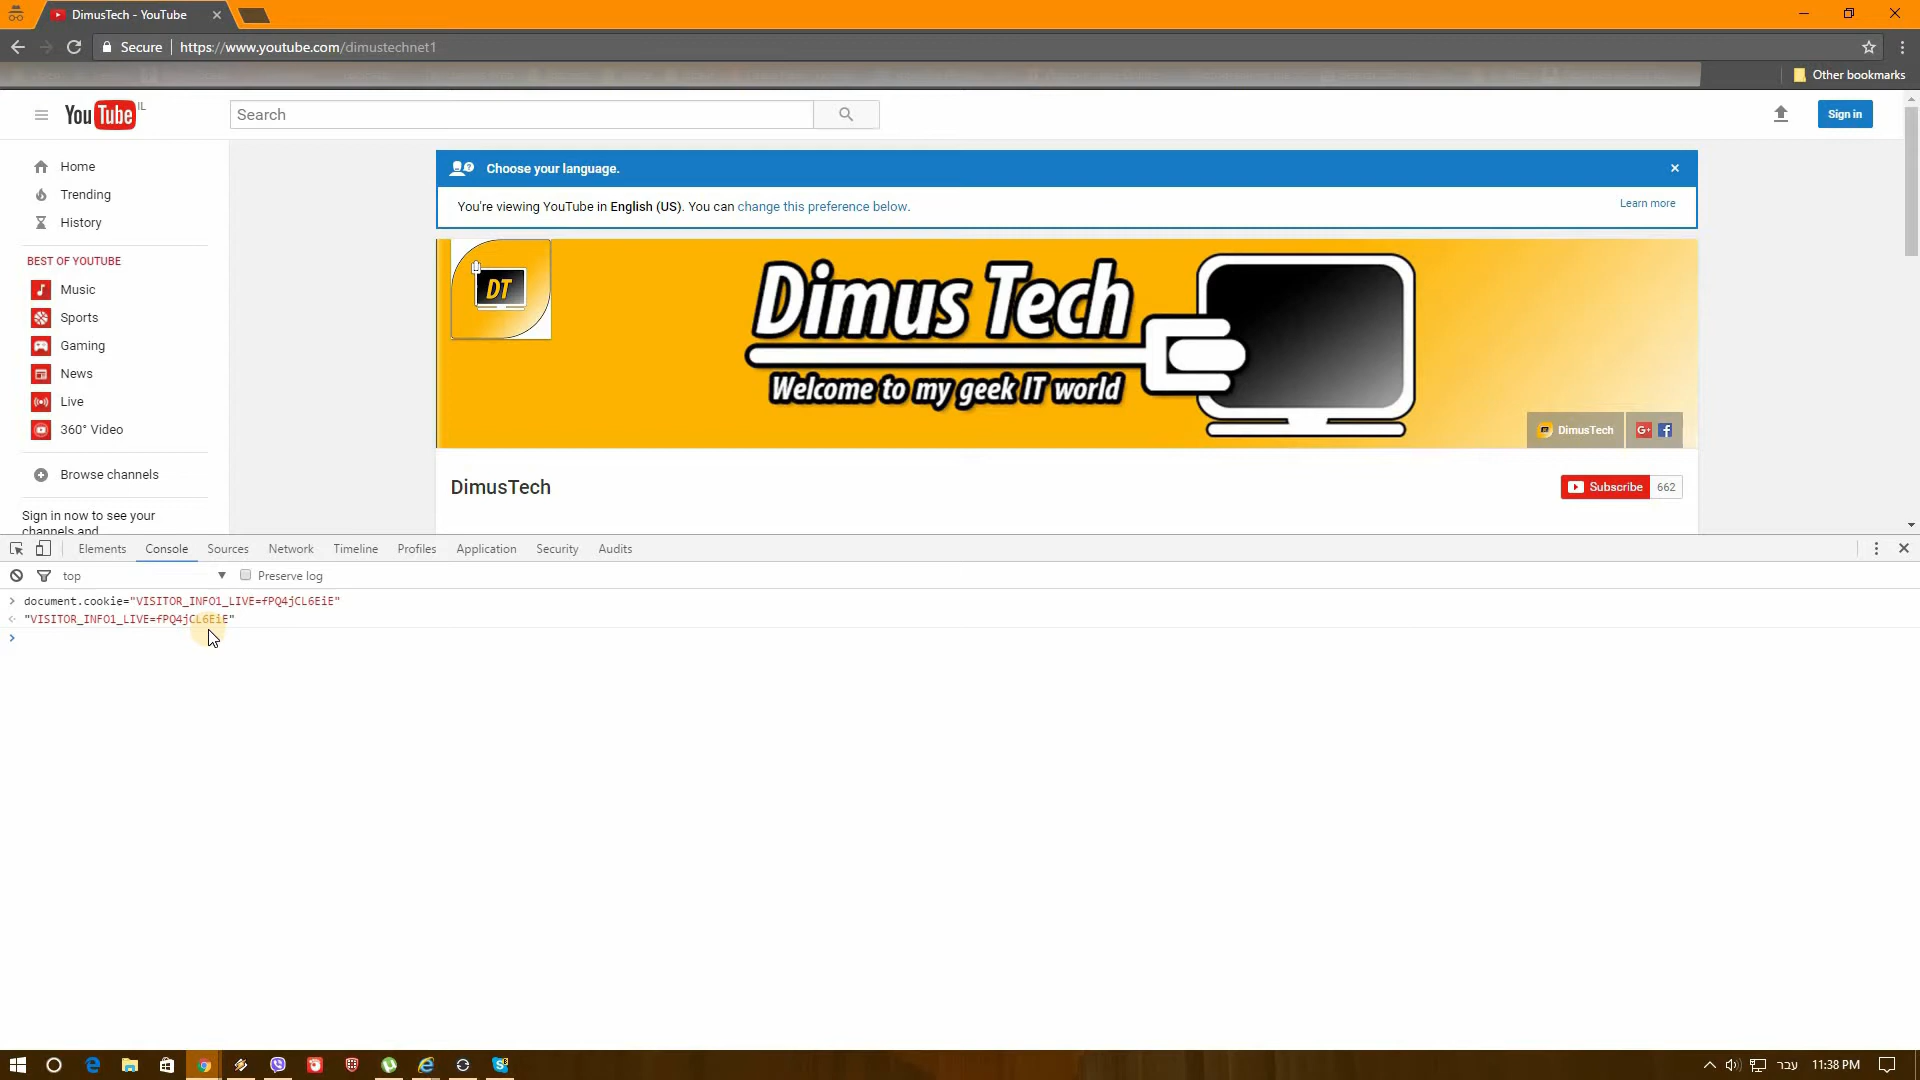 DimusTech - YouTube
Secure
https://www.youtube.com/dimustechnet1
Other bookmarks
YouTube IL
Search
Sign in
Home
Trending
History
BEST OF YOUTUBE
Music
Sports
Gaming
News
Live
360° Video
Browse channels
Sign in now to see your
channels and
Choose your language.
You're viewing YouTube in English (US). You can change this preference below.
Learn more
DT
Dimus Tech
Welcome to my geek IT world
DimusTech
G+ f
DimusTech
Subscribe 662
Elements Console Sources Network Timeline Profiles Application Security Audits
top
Preserve log
document.cookie="VISITOR_INFO1_LIVE=fPQ4jCL6EiE"
"VISITOR_INFO1_LIVE=fPQ4jCL6EiE"
עבר
11:38 PM